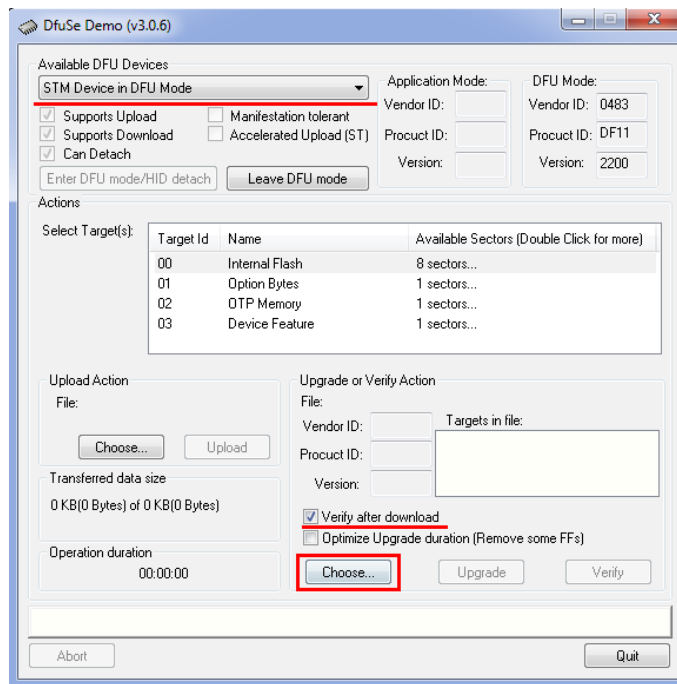 DfuSe Demo (v3.0.6)
Available DFU Devices
STM Device in DFU Mode
Supports Upload
Manifestation tolerant
Supports Download
Accelerated Upload (ST)
Can Detach
Enter DFU mode/HID detach
Leave DFU mode
Application Mode:
Vendor ID:
Procuct ID:
Version:
DFU Mode:
Vendor ID: 0483
Procuct ID: DF11
Version: 2200
Actions
Select Target(s):
Target Id Name Available Sectors (Double Click for more)
00 Internal Flash 8 sectors...
01 Option Bytes 1 sectors...
02 OTP Memory 1 sectors...
03 Device Feature 1 sectors...
Upload Action
File:
Choose... Upload
Transferred data size
0 KB(0 Bytes) of 0 KB(0 Bytes)
Operation duration
00:00:00
Upgrade or Verify Action
File:
Vendor ID:
Procuct ID:
Version:
Targets in file:
Verify after download
Optimize Upgrade duration (Remove some FFs)
Choose... Upgrade Verify
Abort Quit